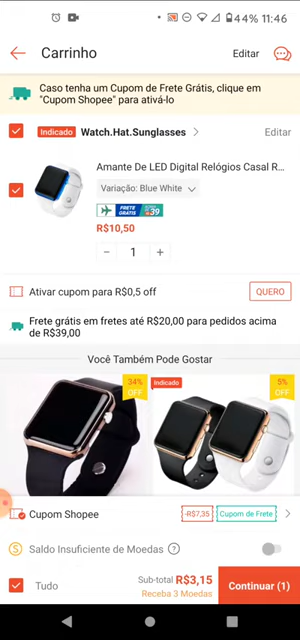 44% 11:46
Carrinho
Editar
Caso tenha um Cupom de Frete Grátis, clique em
"Cupom Shopee" para ativá-lo
Indicado Watch.Hat.Sunglasses > Editar
Amante De LED Digital Relógios Casal R...
Variação: Blue White
FRETE GRÁTIS
39
R$10,50
− 1 +
Ativar cupom para R$0,5 off
QUERO
Frete grátis em fretes até R$20,00 para pedidos acima
de R$39,00
Você Também Pode Gostar
34%
OFF
Indicado
5%
OFF
Cupom Shopee
-R$7,35
Cupom de Frete
Saldo Insuficiente de Moedas ?
Tudo
Sub-total R$3,15
Receba 3 Moedas
Continuar (1)